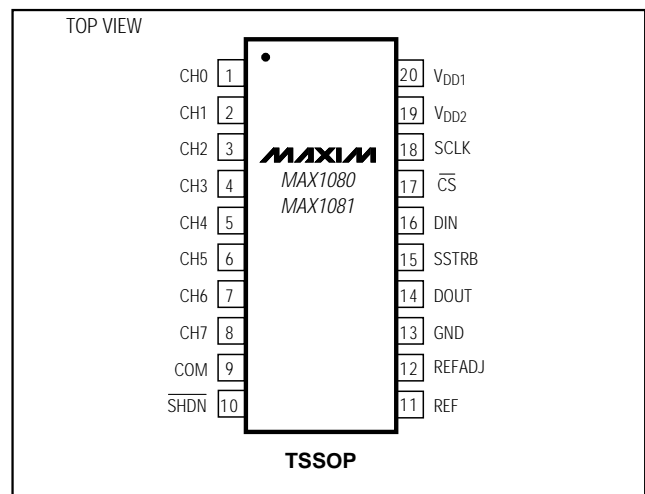 TOP VIEW
CH0 1 20 VDD1
CH1 2 19 VDD2
CH2 3 MAXIM 18 SCLK
CH3 4 MAX1080 17 CS
CH4 5 MAX1081 16 DIN
CH5 6 15 SSTRB
CH6 7 14 DOUT
CH7 8 13 GND
COM 9 12 REFADJ
SHDN 10 11 REF
TSSOP